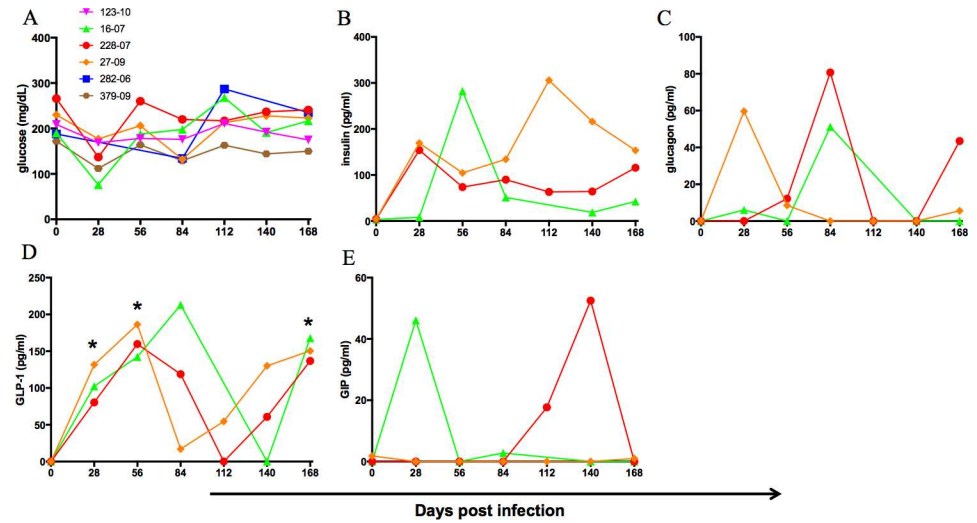 A
B
C
123-10
16-07
228-07
27-09
282-06
379-09
400
300
200
100
0
glucose (mg/dL)
0 28 56 84 112 140 168
400
300
200
100
0
insulin (pg/ml)
0 28 56 84 112 140 168
100
80
60
40
20
0
glucagon (pg/ml)
0 28 56 84 112 140 168
D
E
250
200
150
100
50
0
GLP-1 (pg/ml)
* * *
0 28 56 84 112 140 168
60
40
20
0
GIP (pg/ml)
0 28 56 84 112 140 168
Days post infection